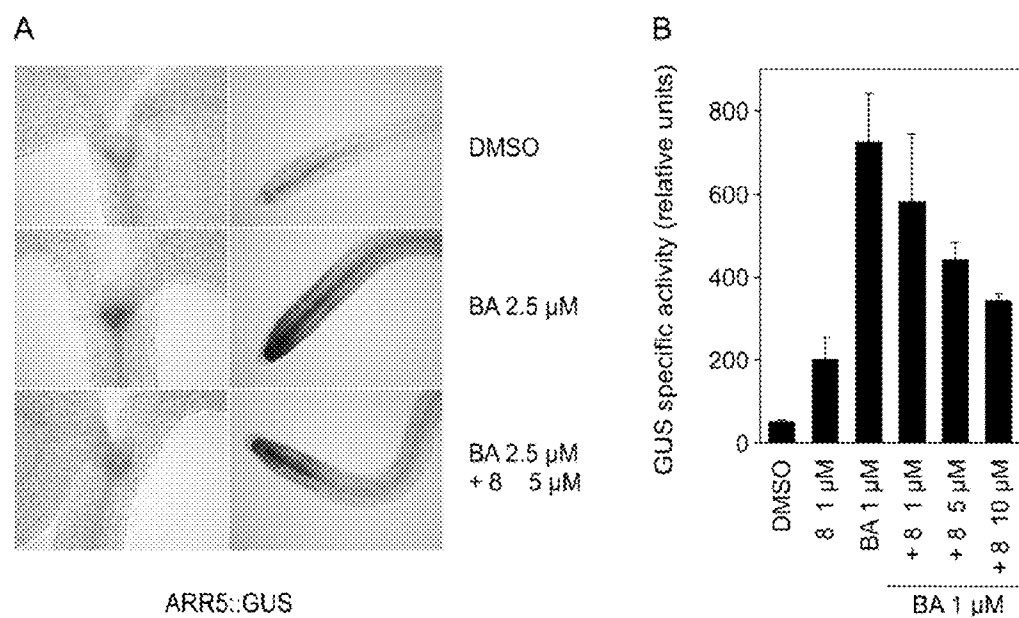 A
DMSO
BA 2.5 µM
BA 2.5 µM
+ 8 5 µM
ARR5::GUS
B
GUS specific activity (relative units)
800
600
400
200
0
DMSO
8 1 µM
BA 1 µM
+ 8 1 µM
+ 8 5 µM
+ 8 10 µM
BA 1 µM